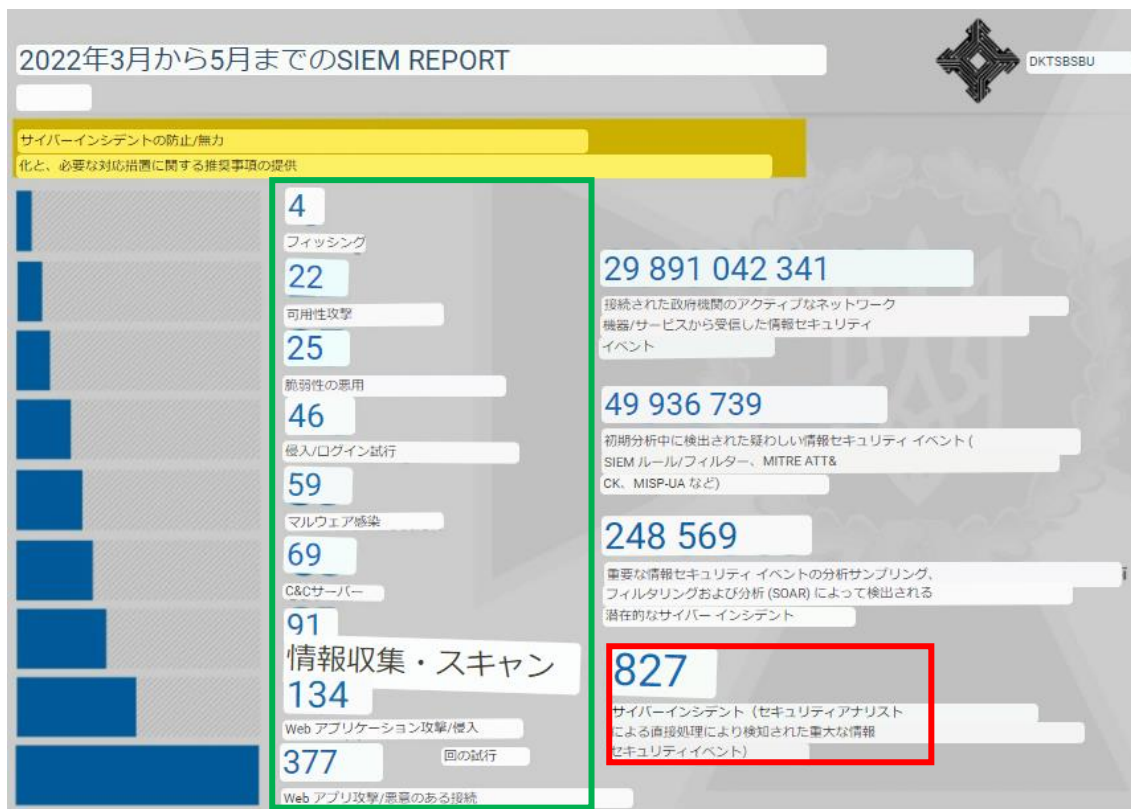 2022年3月から5月までのSIEM REPORT
DKTSBSBU
サイバーインシデントの防止/無力
化と、必要な対応措置に関する推奨事項の提供
4
フィッシング
22
可用性攻撃
25
脆弱性の悪用
46
侵入/ログイン試行
59
マルウェア感染
69
C&Cサーバー
91
情報収集・スキャン
134
Web アプリケーション攻撃/侵入
377
回の試行
Web アプリ攻撃/悪意のある接続
29 891 042 341
接続された政府機関のアクティブなネットワーク
機器/サービスから受信した情報セキュリティ
イベント
49 936 739
初期分析中に検出された疑わしい情報セキュリティ イベント (
SIEM ルール/フィルター、MITRE ATT&
CK、MISP-UA など)
248 569
重要な情報セキュリティ イベントの分析サンプリング、
フィルタリングおよび分析 (SOAR) によって検出される
潜在的なサイバー インシデント
827
サイバーインシデント（セキュリティアナリスト
による直接処理により検知された重大な情報
セキュリティイベント）